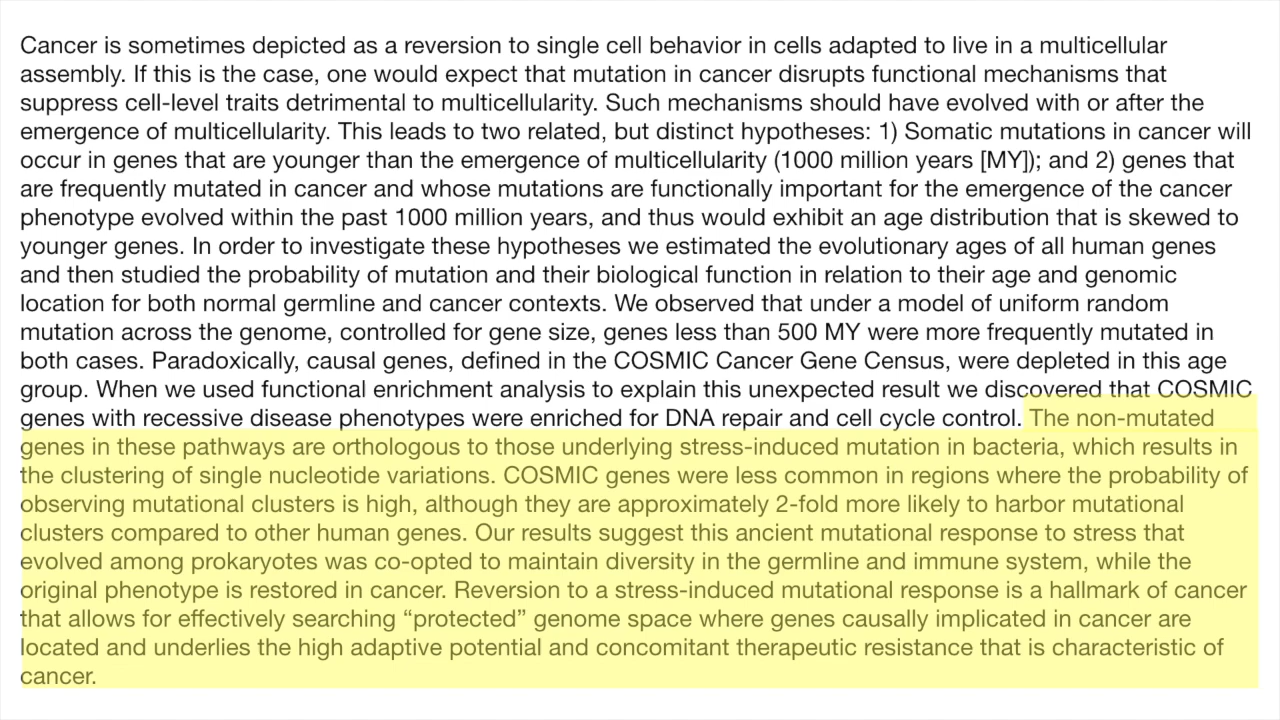 Cancer is sometimes depicted as a reversion to single cell behavior in cells adapted to live in a multicellular
assembly. If this is the case, one would expect that mutation in cancer disrupts functional mechanisms that
suppress cell-level traits detrimental to multicellularity. Such mechanisms should have evolved with or after the
emergence of multicellularity. This leads to two related, but distinct hypotheses: 1) Somatic mutations in cancer will
occur in genes that are younger than the emergence of multicellularity (1000 million years [MY]); and 2) genes that
are frequently mutated in cancer and whose mutations are functionally important for the emergence of the cancer
phenotype evolved within the past 1000 million years, and thus would exhibit an age distribution that is skewed to
younger genes. In order to investigate these hypotheses we estimated the evolutionary ages of all human genes
and then studied the probability of mutation and their biological function in relation to their age and genomic
location for both normal germline and cancer contexts. We observed that under a model of uniform random
mutation across the genome, controlled for gene size, genes less than 500 MY were more frequently mutated in
both cases. Paradoxically, causal genes, defined in the COSMIC Cancer Gene Census, were depleted in this age
group. When we used functional enrichment analysis to explain this unexpected result we discovered that COSMIC
genes with recessive disease phenotypes were enriched for DNA repair and cell cycle control. The non-mutated
genes in these pathways are orthologous to those underlying stress-induced mutation in bacteria, which results in
the clustering of single nucleotide variations. COSMIC genes were less common in regions where the probability of
observing mutational clusters is high, although they are approximately 2-fold more likely to harbor mutational
clusters compared to other human genes. Our results suggest this ancient mutational response to stress that
evolved among prokaryotes was co-opted to maintain diversity in the germline and immune system, while the
original phenotype is restored in cancer. Reversion to a stress-induced mutational response is a hallmark of cancer
that allows for effectively searching “protected” genome space where genes causally implicated in cancer are
located and underlies the high adaptive potential and concomitant therapeutic resistance that is characteristic of
cancer.